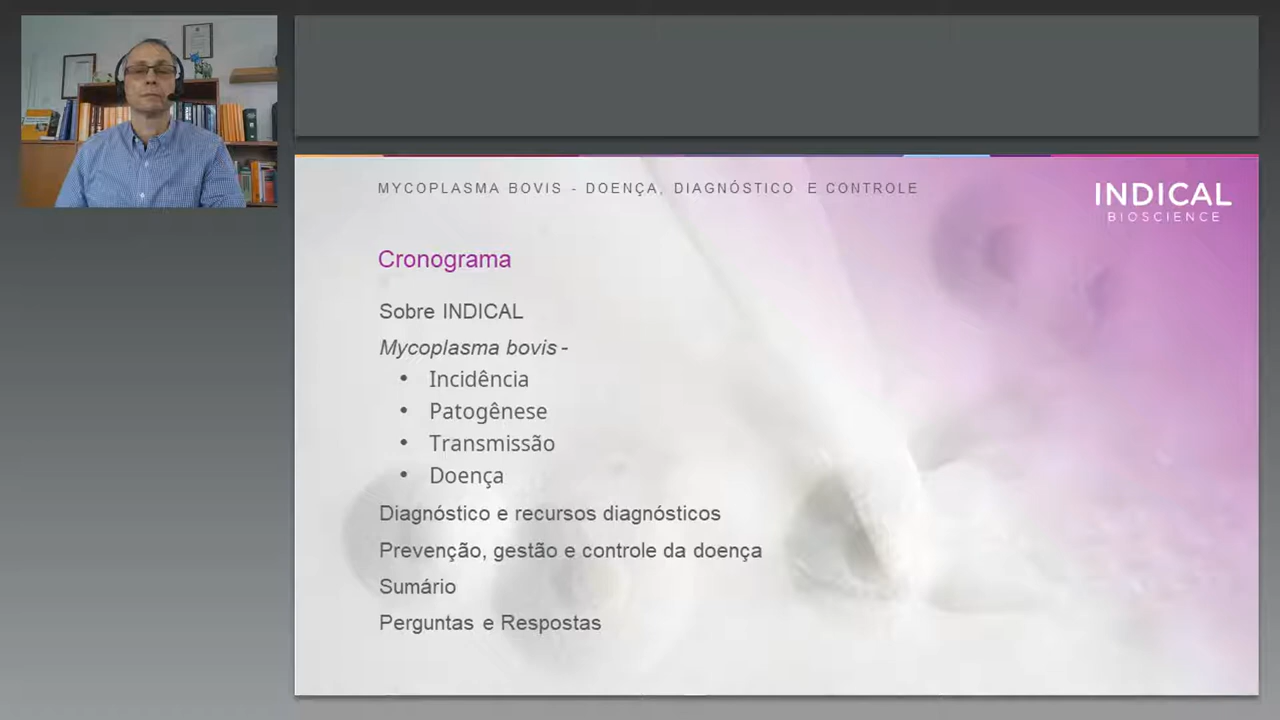 MYCOPLASMA BOVIS - DOENÇA, DIAGNÓSTICO E CONTROLE
INDICAL
BIOSCIENCE
Cronograma
Sobre INDICAL
Mycoplasma bovis -
• Incidência
• Patogênese
• Transmissão
• Doença
Diagnóstico e recursos diagnósticos
Prevenção, gestão e controle da doença
Sumário
Perguntas e Respostas